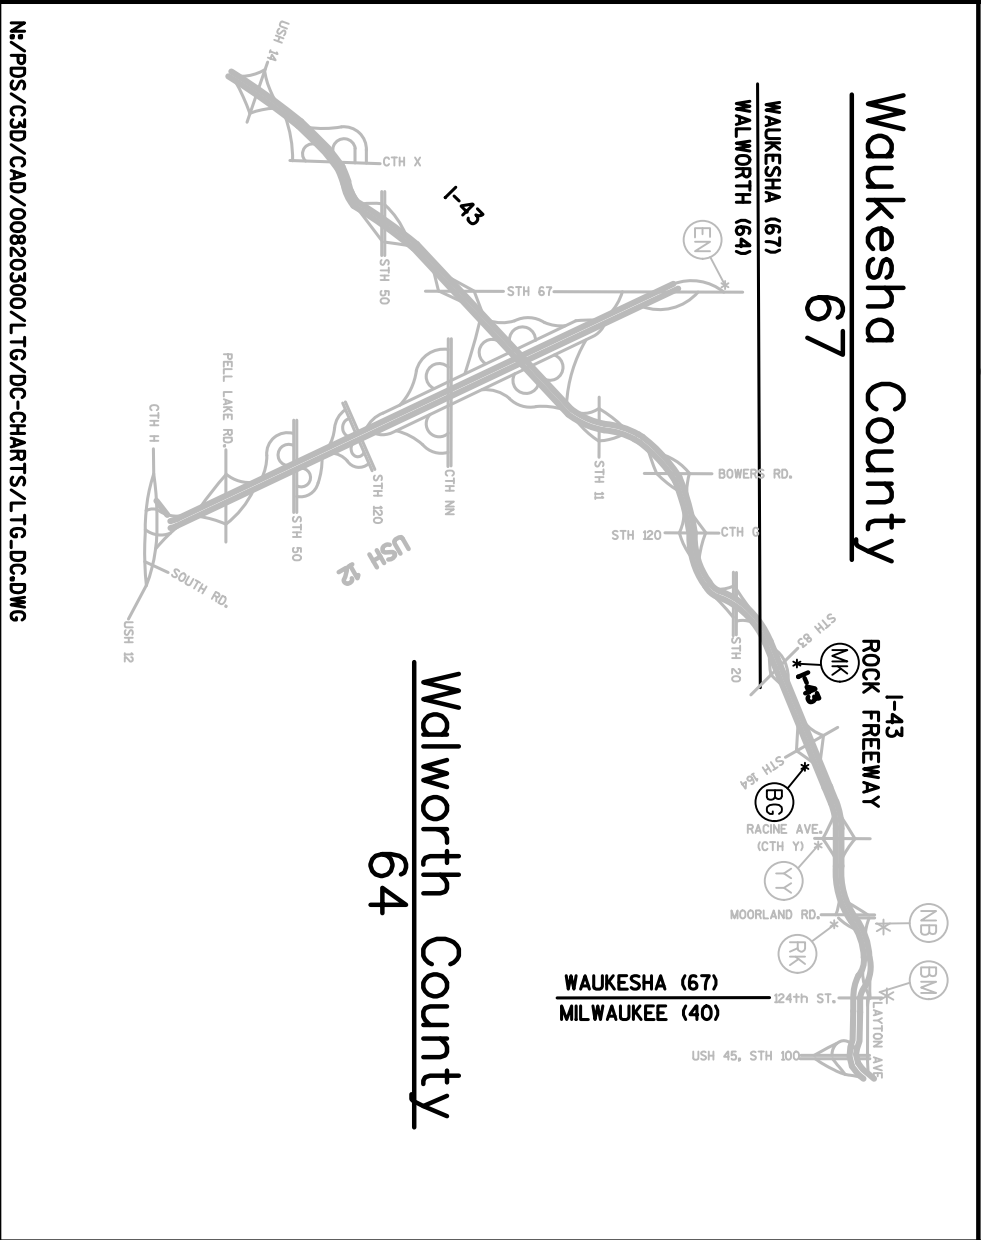 Waukesha County
67
WAUKESHA (67)
WALWORTH (64)
I-43
ROCK FREEWAY
USH 14
CTH X
I-43
STH 50
STH 67
EN
STH 11
BOWERS RD.
STH 120
CTH G
STH 20
STH 83
MK
I-43
STH 164
BG
RACINE AVE.
(CTH Y)
YY
MOORLAND RD.
RK
NB
BM
124th ST.
LAYTON AVE
USH 45, STH 100
WAUKESHA (67)
MILWAUKEE (40)
CTH NN
STH 120
STH 50
USH 12
PELL LAKE RD.
CTH H
SOUTH RD.
USH 12
Walworth County
64
N:/PDS/C3D/CAD/00820300/LTG/DC-CHARTS/LTG_DC.DWG